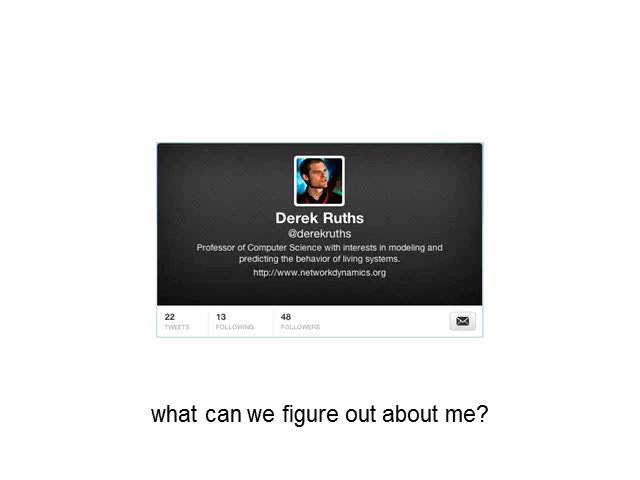 Derek Ruths
@derekruths
Professor of Computer Science with interests in modeling and
predicting the behavior of living systems.
http://www.networkdynamics.org
22 13 48
TWEETS FOLLOWING FOLLOWERS
what can we figure out about me?